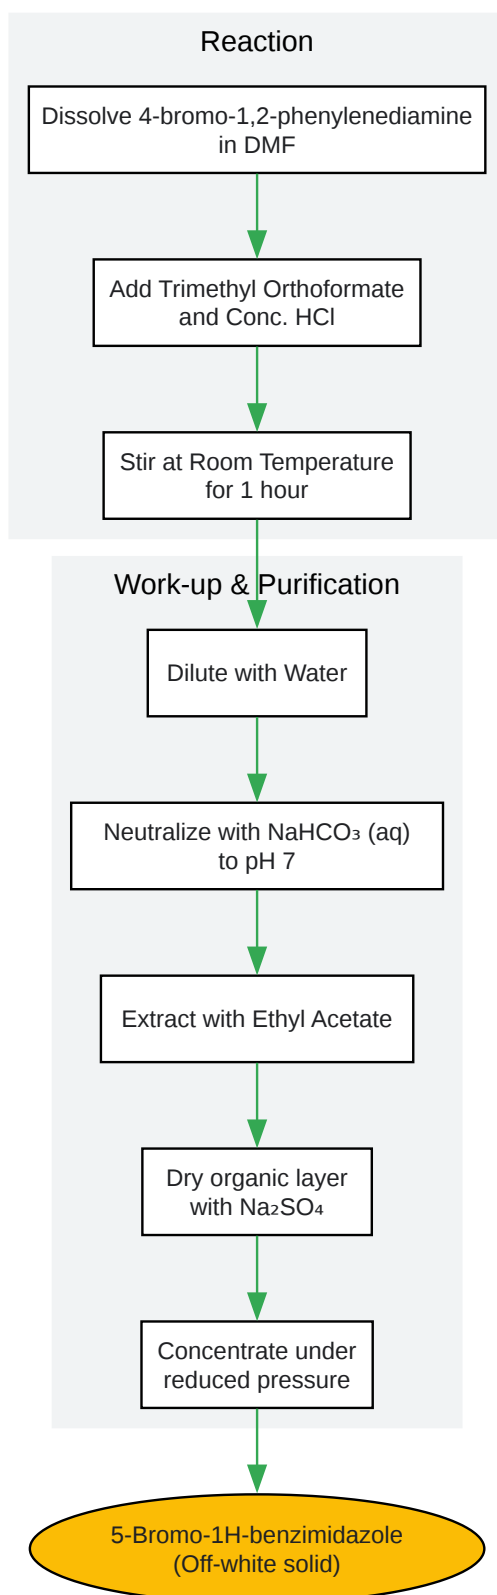 Reaction
Dissolve 4-bromo-1,2-phenylenediamine
in DMF
Add Trimethyl Orthoformate
and Conc. HCl
Stir at Room Temperature
for 1 hour
Work-up & Purification
Dilute with Water
Neutralize with NaHCO₃ (aq)
to pH 7
Extract with Ethyl Acetate
Dry organic layer
with Na₂SO₄
Concentrate under
reduced pressure
5-Bromo-1H-benzimidazole
(Off-white solid)